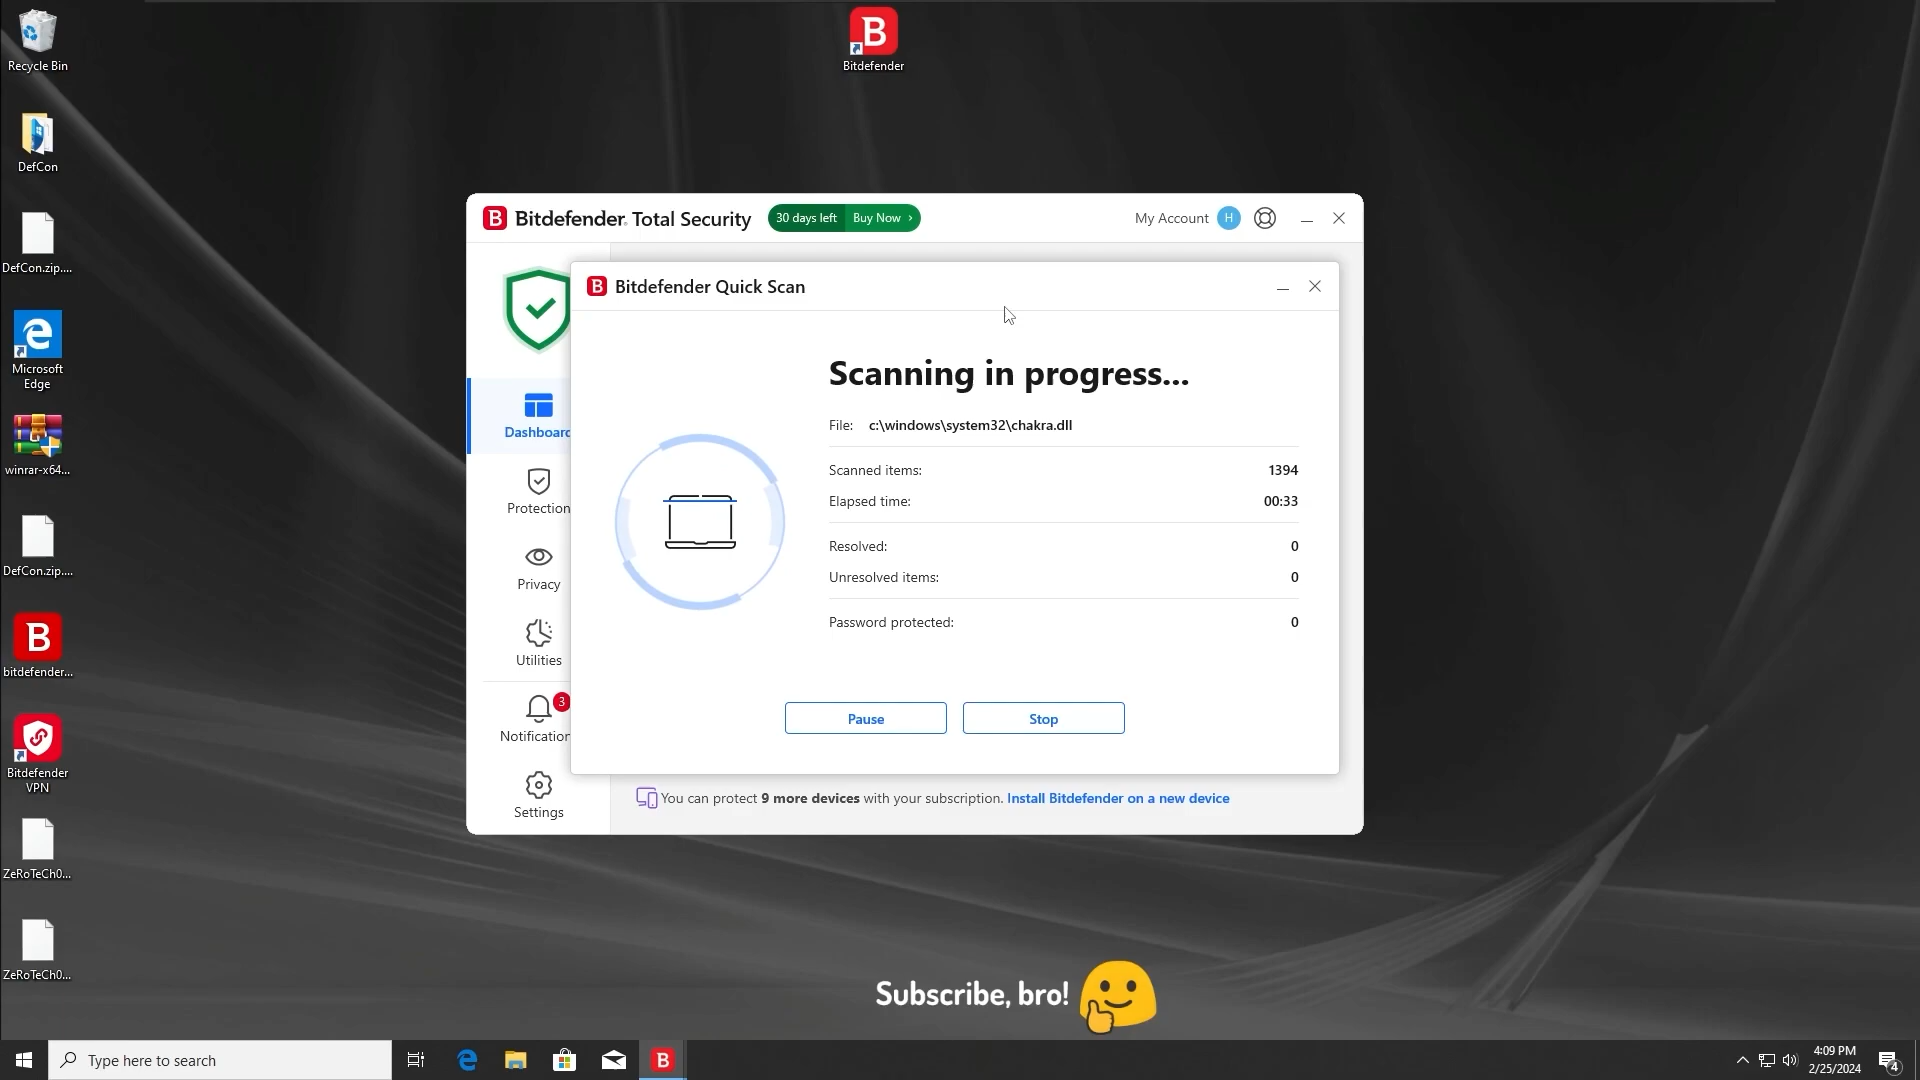 Recycle Bin
DefCon
DefCon.zip....
Microsoft
Edge
winrar-x64...
DefCon.zip....
B
bitdefender...
Bitdefender
VPN
ZeRoTeCh0...
ZeRoTeCh0...
B
Bitdefender
B Bitdefender Total Security 30 days left Buy Now › My Account H
Dashboard
Protection
Privacy
Utilities
3
Notification
Settings
B Bitdefender Quick Scan
Scanning in progress...
File: c:\windows\system32\chakra.dll
Scanned items: 1394
Elapsed time: 00:33
Resolved: 0
Unresolved items: 0
Password protected: 0
Pause Stop
You can protect 9 more devices with your subscription. Install Bitdefender on a new device
Subscribe, bro!
Type here to search
B
4:09 PM
2/25/2024
4